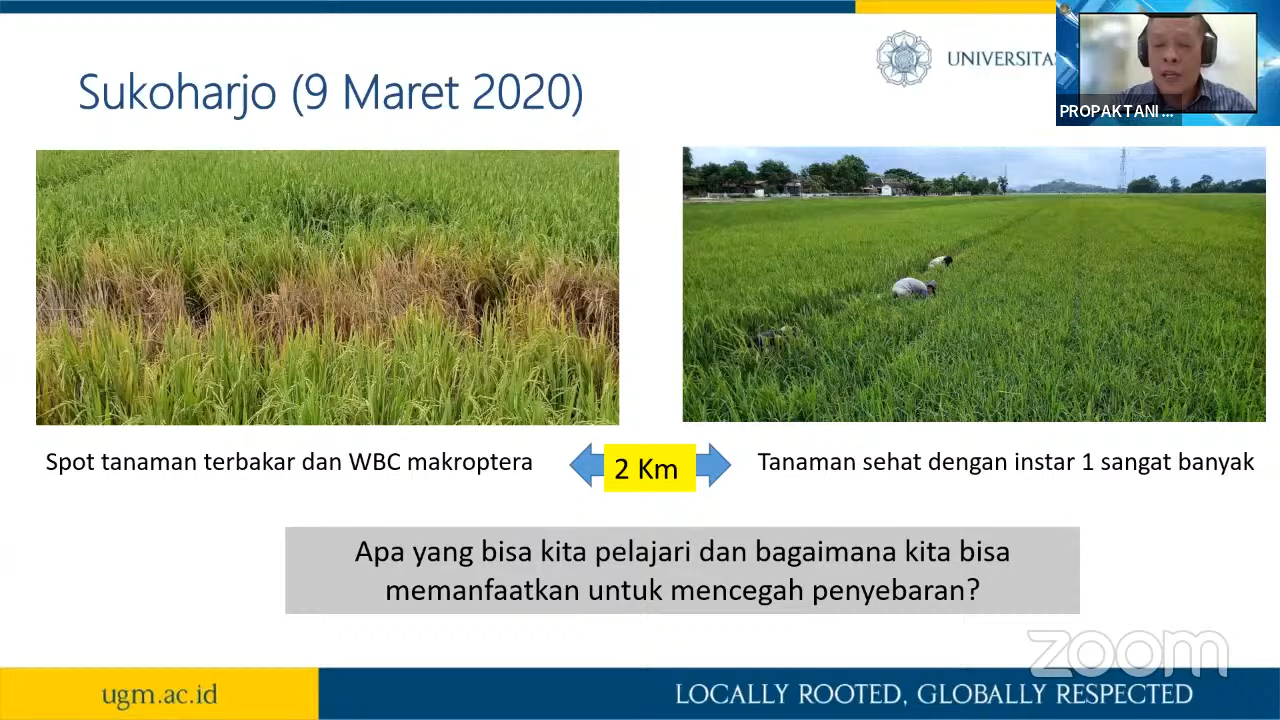 Sukoharjo (9 Maret 2020)
UNIVERSITAS
PROPAKTANI ...
Spot tanaman terbakar dan WBC makroptera
2 Km
Tanaman sehat dengan instar 1 sangat banyak
Apa yang bisa kita pelajari dan bagaimana kita bisa
memanfaatkan untuk mencegah penyebaran?
zoom
ugm.ac.id
LOCALLY ROOTED, GLOBALLY RESPECTED